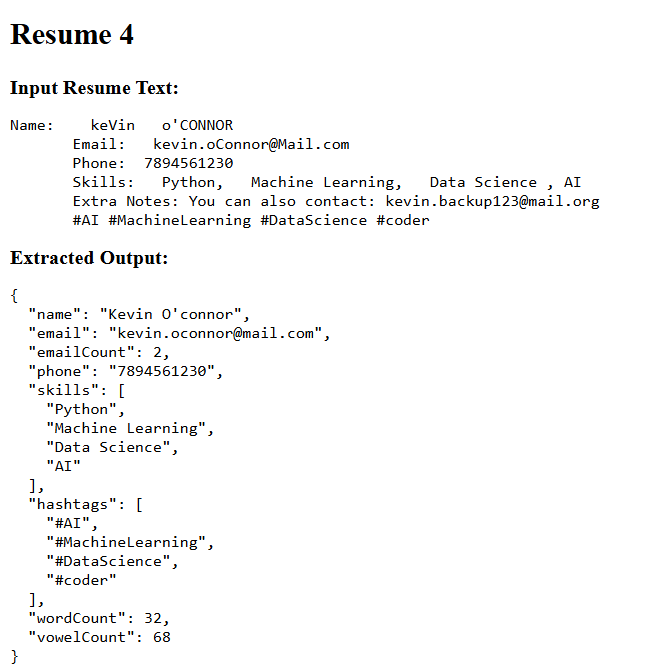 Resume 4
Input Resume Text:
Name:    keVin   o'CONNOR
       Email:   kevin.oConnor@Mail.com
       Phone:  7894561230
       Skills:   Python,   Machine Learning,   Data Science , AI
       Extra Notes: You can also contact: kevin.backup123@mail.org
       #AI #MachineLearning #DataScience #coder
Extracted Output:
{
  "name": "Kevin O'connor",
  "email": "kevin.oconnor@mail.com",
  "emailCount": 2,
  "phone": "7894561230",
  "skills": [
    "Python",
    "Machine Learning",
    "Data Science",
    "AI"
  ],
  "hashtags": [
    "#AI",
    "#MachineLearning",
    "#DataScience",
    "#coder"
  ],
  "wordCount": 32,
  "vowelCount": 68
}